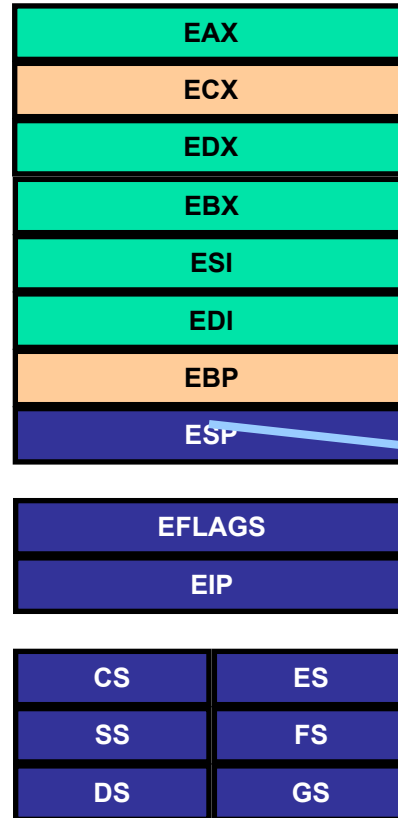 EAX
ECX
EDX
EBX
ESI
EDI
EBP
ESP
EFLAGS
EIP
CS ES
SS FS
DS GS